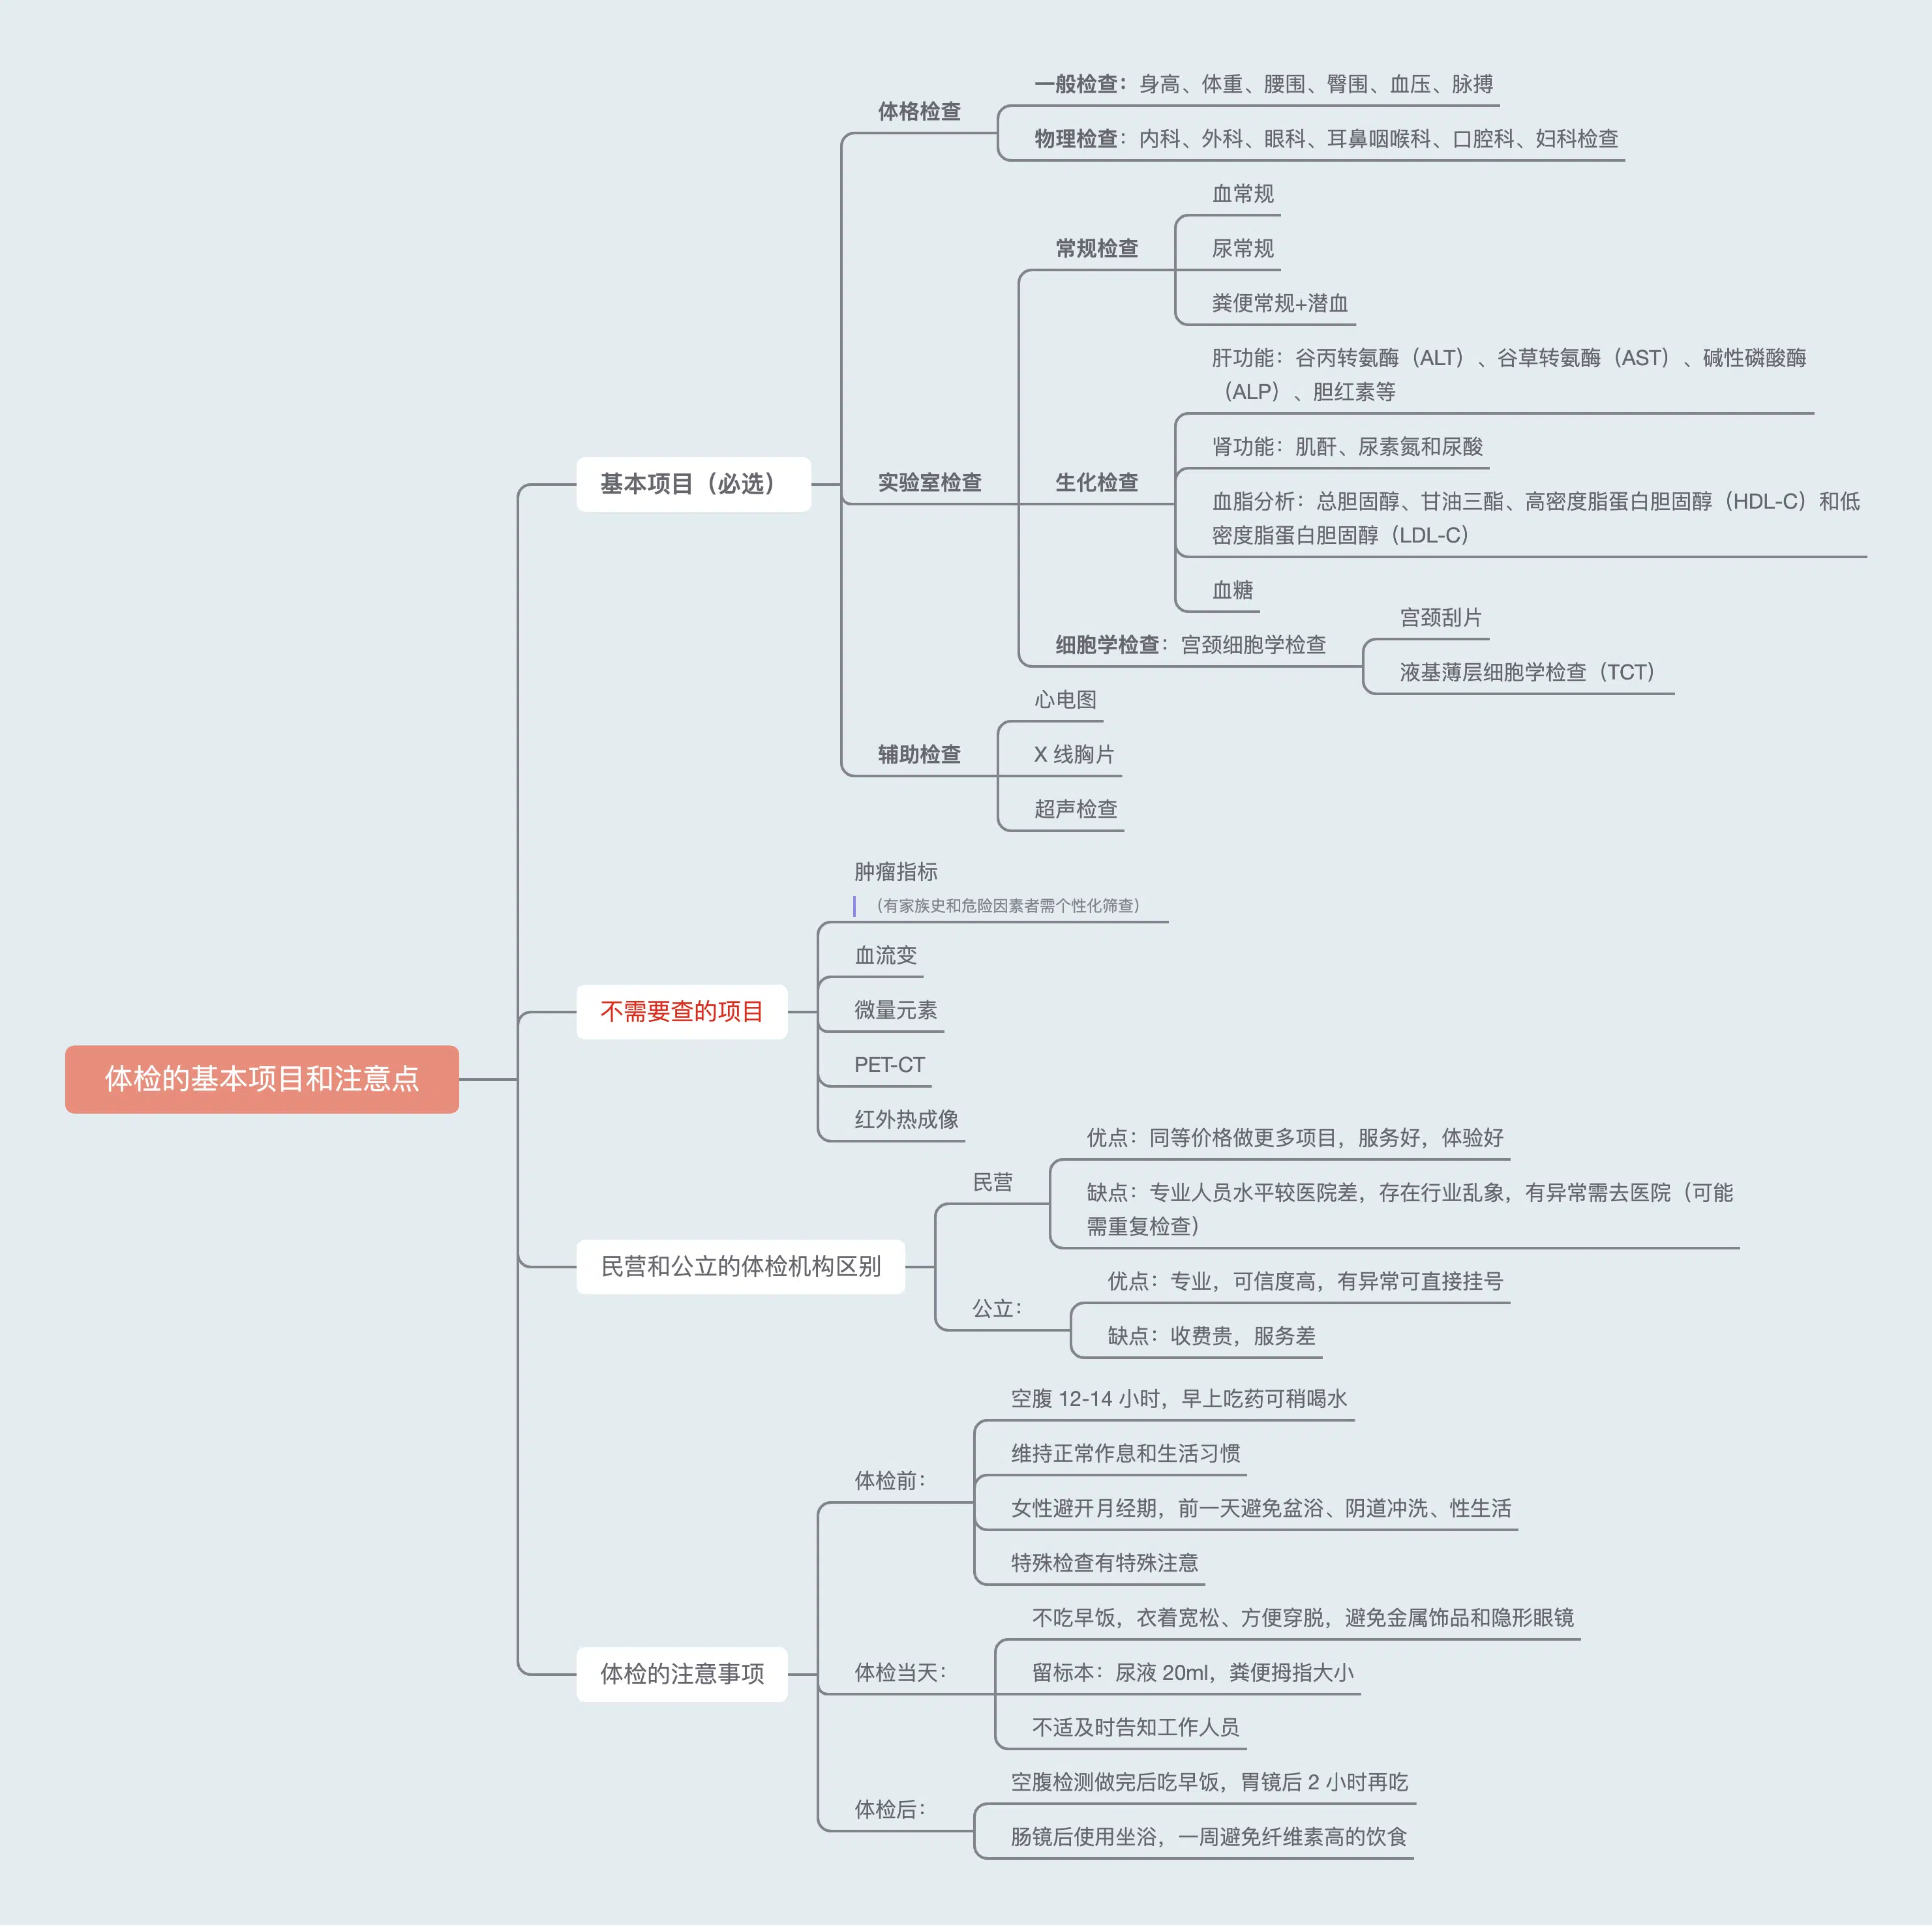 体检的基本项目和注意点
基本项目（必选）
体格检查
一般检查：身高、体重、腰围、臀围、血压、脉搏
物理检查：内科、外科、眼科、耳鼻咽喉科、口腔科、妇科检查
实验室检查
常规检查
血常规
尿常规
粪便常规+潜血
生化检查
肝功能：谷丙转氨酶（ALT）、谷草转氨酶（AST）、碱性磷酸酶
（ALP）、胆红素等
肾功能：肌酐、尿素氮和尿酸
血脂分析：总胆固醇、甘油三酯、高密度脂蛋白胆固醇（HDL-C）和低
密度脂蛋白胆固醇（LDL-C）
血糖
细胞学检查：宫颈细胞学检查
宫颈刮片
液基薄层细胞学检查（TCT）
辅助检查
心电图
X 线胸片
超声检查
不需要查的项目
肿瘤指标
（有家族史和危险因素者需个性化筛查）
血流变
微量元素
PET-CT
红外热成像
民营和公立的体检机构区别
民营
优点：同等价格做更多项目，服务好，体验好
缺点：专业人员水平较医院差，存在行业乱象，有异常需去医院（可能
需重复检查）
公立：
优点：专业，可信度高，有异常可直接挂号
缺点：收费贵，服务差
体检的注意事项
体检前：
空腹 12-14 小时，早上吃药可稍喝水
维持正常作息和生活习惯
女性避开月经期，前一天避免盆浴、阴道冲洗、性生活
特殊检查有特殊注意
体检当天：
不吃早饭，衣着宽松、方便穿脱，避免金属饰品和隐形眼镜
留标本：尿液 20ml，粪便拇指大小
不适及时告知工作人员
体检后：
空腹检测做完后吃早饭，胃镜后 2 小时再吃
肠镜后使用坐浴，一周避免纤维素高的饮食